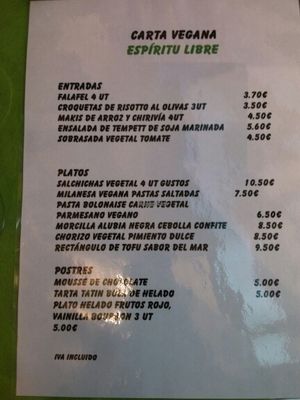 CARTA VEGANA
ESPÍRITU LIBRE
ENTRADAS
FALAFEL 4 UT 3.70€
CROQUETAS DE RISOTTO AL OLIVAS 3UT 3.50€
MAKIS DE ARROZ Y CHIRIVÍA 4UT 4.50€
ENSALADA DE TEMPETT DE SOJA MARINADA 5.60€
SOBRASADA VEGETAL TOMATE 4.50€
PLATOS
SALCHICHAS VEGETAL 4 UT GUSTOS 10.50€
MILANESA VEGANA PASTAS SALTADAS 7.50€
PASTA BOLONAISE CARNE VEGETAL
PARMESANO VEGANO 6.50€
MORCILLA ALUBIA NEGRA CEBOLLA CONFITE 8.50€
CHORIZO VEGETAL PIMIENTO DULCE 8.50€
RECTÁNGULO DE TOFU SABOR DEL MAR 9.50€
POSTRES
MOUSSE DE CHOCOLATE 5.00€
TARTA TATIN BOLA DE HELADO 5.00€
PLATO HELADO FRUTOS ROJO,
VAINILLA BOURBON 3 UT
5.00€
IVA INCLUIDO